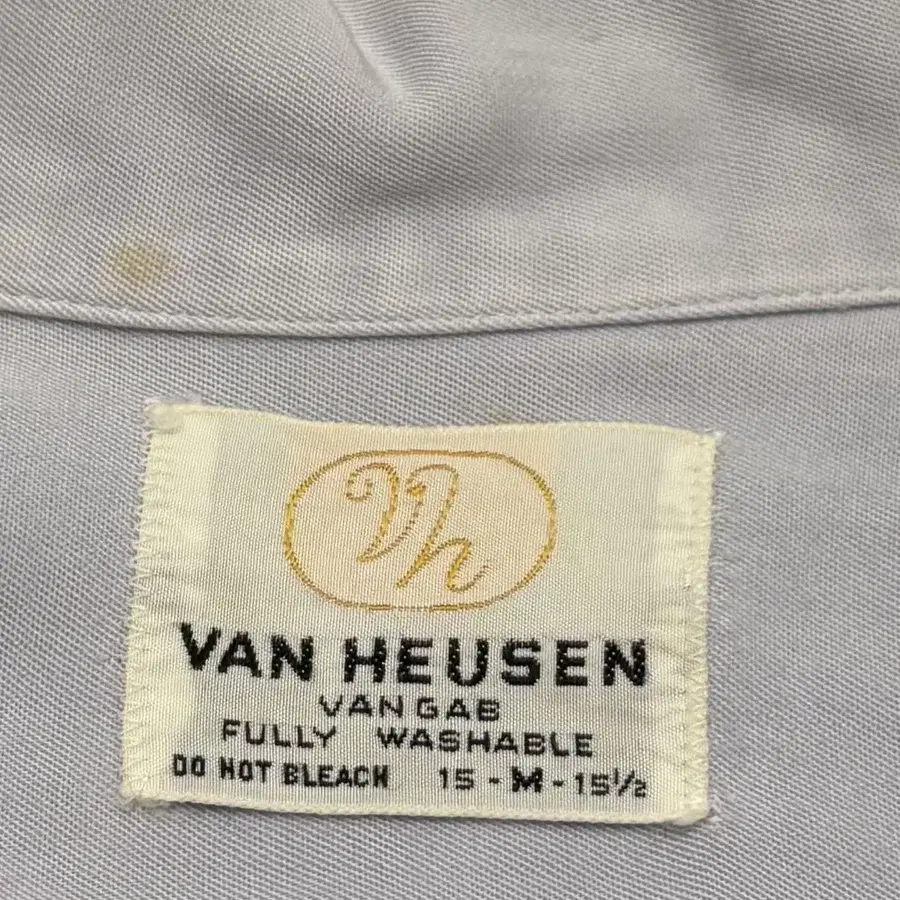 Vh
VAN HEUSEN
VANGAB
FULLY WASHABLE
DO NOT BLEACH 15 - M - 15½